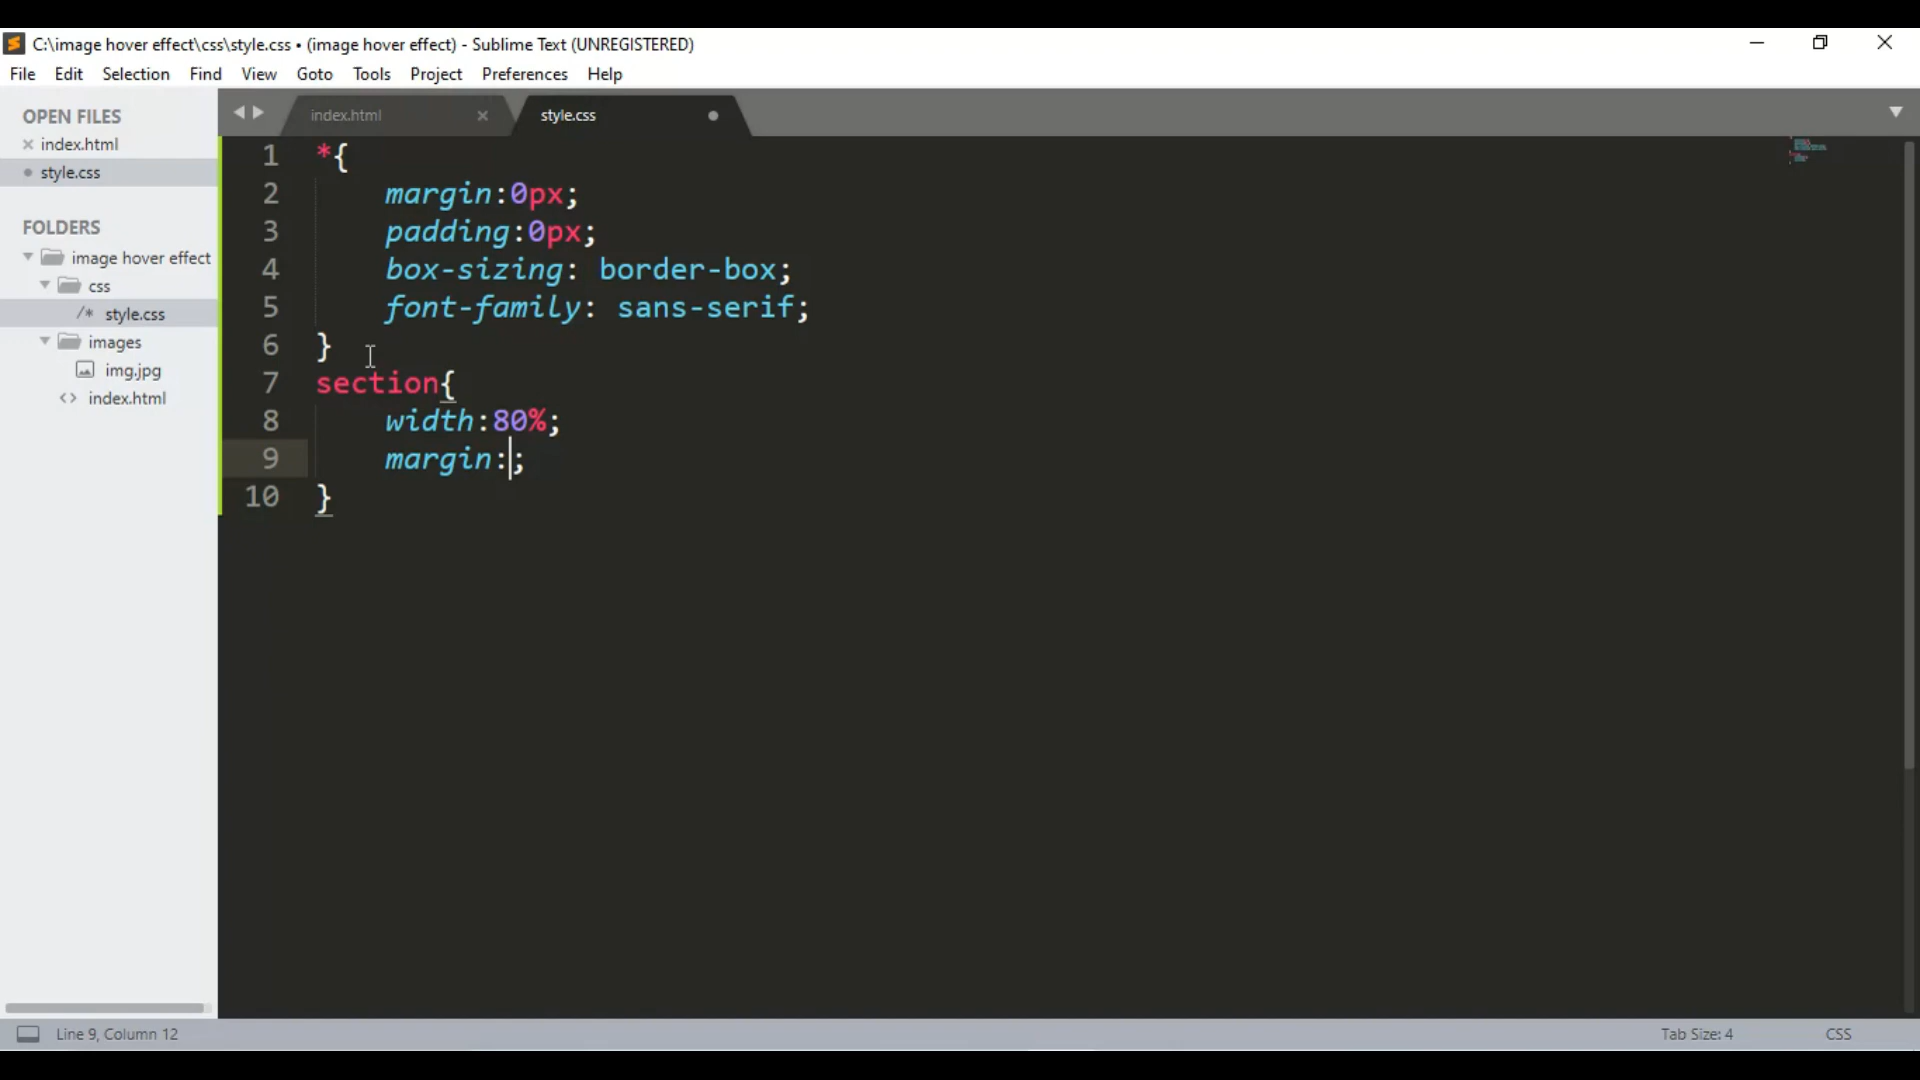 C:\image hover effect\css\style.css • (image hover effect) - Sublime Text (UNREGISTERED)
File Edit Selection Find View Goto Tools Project Preferences Help
OPEN FILES
index.html
style.css
FOLDERS
image hover effect
css
/* style.css
images
img.jpg
<> index.html
index.html
style.css
1 *{
2 margin:0px;
3 padding:0px;
4 box-sizing: border-box;
5 font-family: sans-serif;
6 }
7 section{
8 width:80%;
9 margin:;
10 }
Line 9, Column 12
Tab Size: 4
CSS